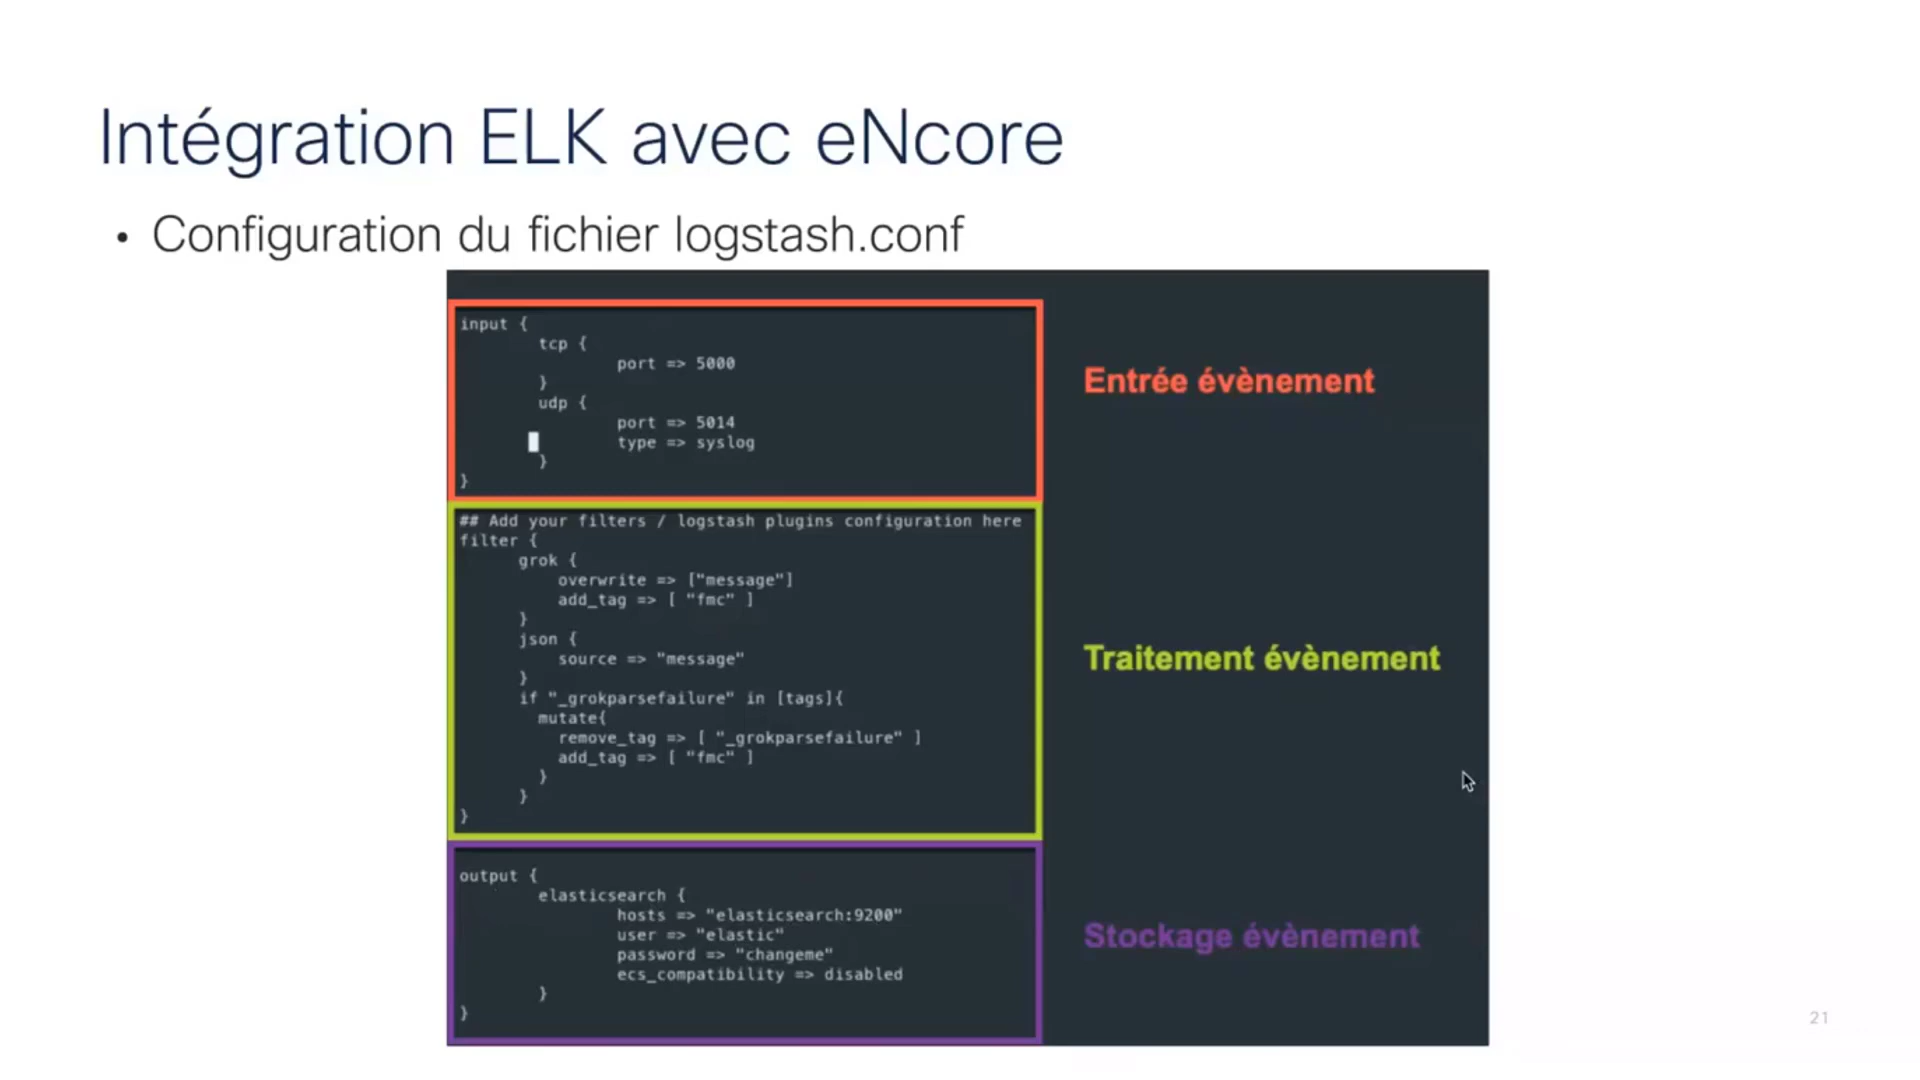 Intégration ELK avec eNcore
• Configuration du fichier logstash.conf
input {
tcp {
port => 5000
}
udp {
port => 5014
type => syslog
}
}
Entrée évènement
## Add your filters / logstash plugins configuration here
filter {
grok {
overwrite => ["message"]
add_tag => [ "fmc" ]
}
json {
source => "message"
}
if "_grokparsefailure" in [tags]{
mutate{
remove_tag => [ "_grokparsefailure" ]
add_tag => [ "fmc" ]
}
}
}
Traitement évènement
output {
elasticsearch {
hosts => "elasticsearch:9200"
user => "elastic"
password => "changeme"
ecs_compatibility => disabled
}
}
Stockage évènement
21